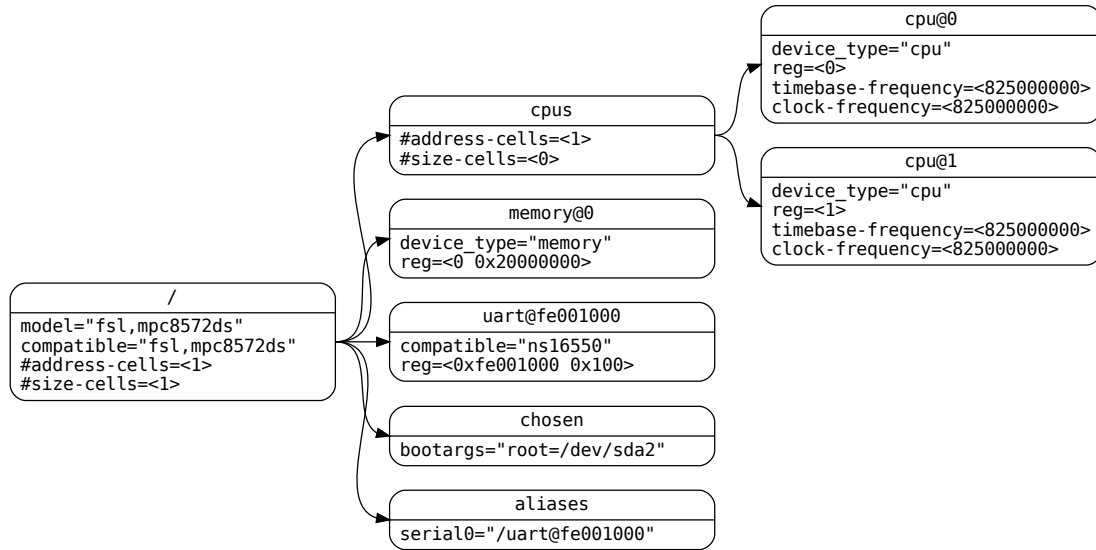 /
model="fsl,mpc8572ds"
compatible="fsl,mpc8572ds"
#address-cells=<1>
#size-cells=<1>
cpus
#address-cells=<1>
#size-cells=<0>
cpu@0
device_type="cpu"
reg=<0>
timebase-frequency=<825000000>
clock-frequency=<825000000>
cpu@1
device_type="cpu"
reg=<1>
timebase-frequency=<825000000>
clock-frequency=<825000000>
memory@0
device_type="memory"
reg=<0 0x20000000>
uart@fe001000
compatible="ns16550"
reg=<0xfe001000 0x100>
chosen
bootargs="root=/dev/sda2"
aliases
serial0="/uart@fe001000"